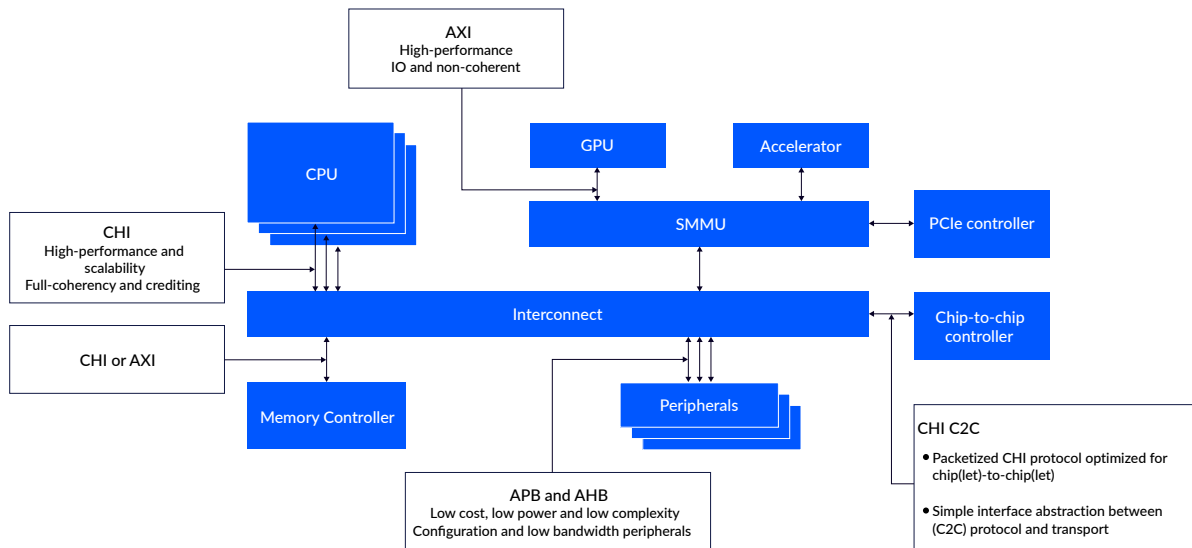 AXI
High-performance
IO and non-coherent
CPU
GPU
Accelerator
SMMU
PCIe controller
CHI
High-performance and
scalability
Full-coherency and crediting
Interconnect
Chip-to-chip
controller
CHI or AXI
Memory Controller
Peripherals
CHI C2C
• Packetized CHI protocol optimized for
chip(let)-to-chip(let)
• Simple interface abstraction between
(C2C) protocol and transport
APB and AHB
Low cost, low power and low complexity
Configuration and low bandwidth peripherals